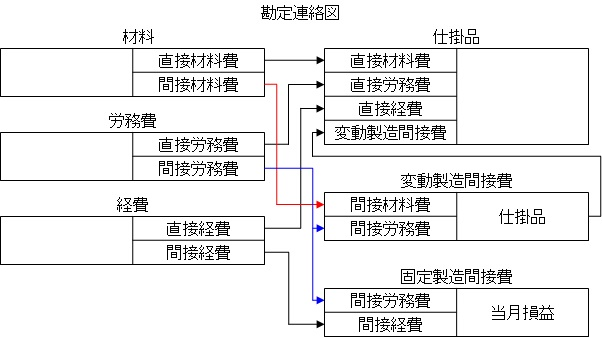 勘定連絡図
材料
直接材料費
間接材料費
労務費
直接労務費
間接労務費
経費
直接経費
間接経費
仕掛品
直接材料費
直接労務費
直接経費
変動製造間接費
変動製造間接費
間接材料費
間接労務費
仕掛品
固定製造間接費
間接労務費
間接経費
当月損益